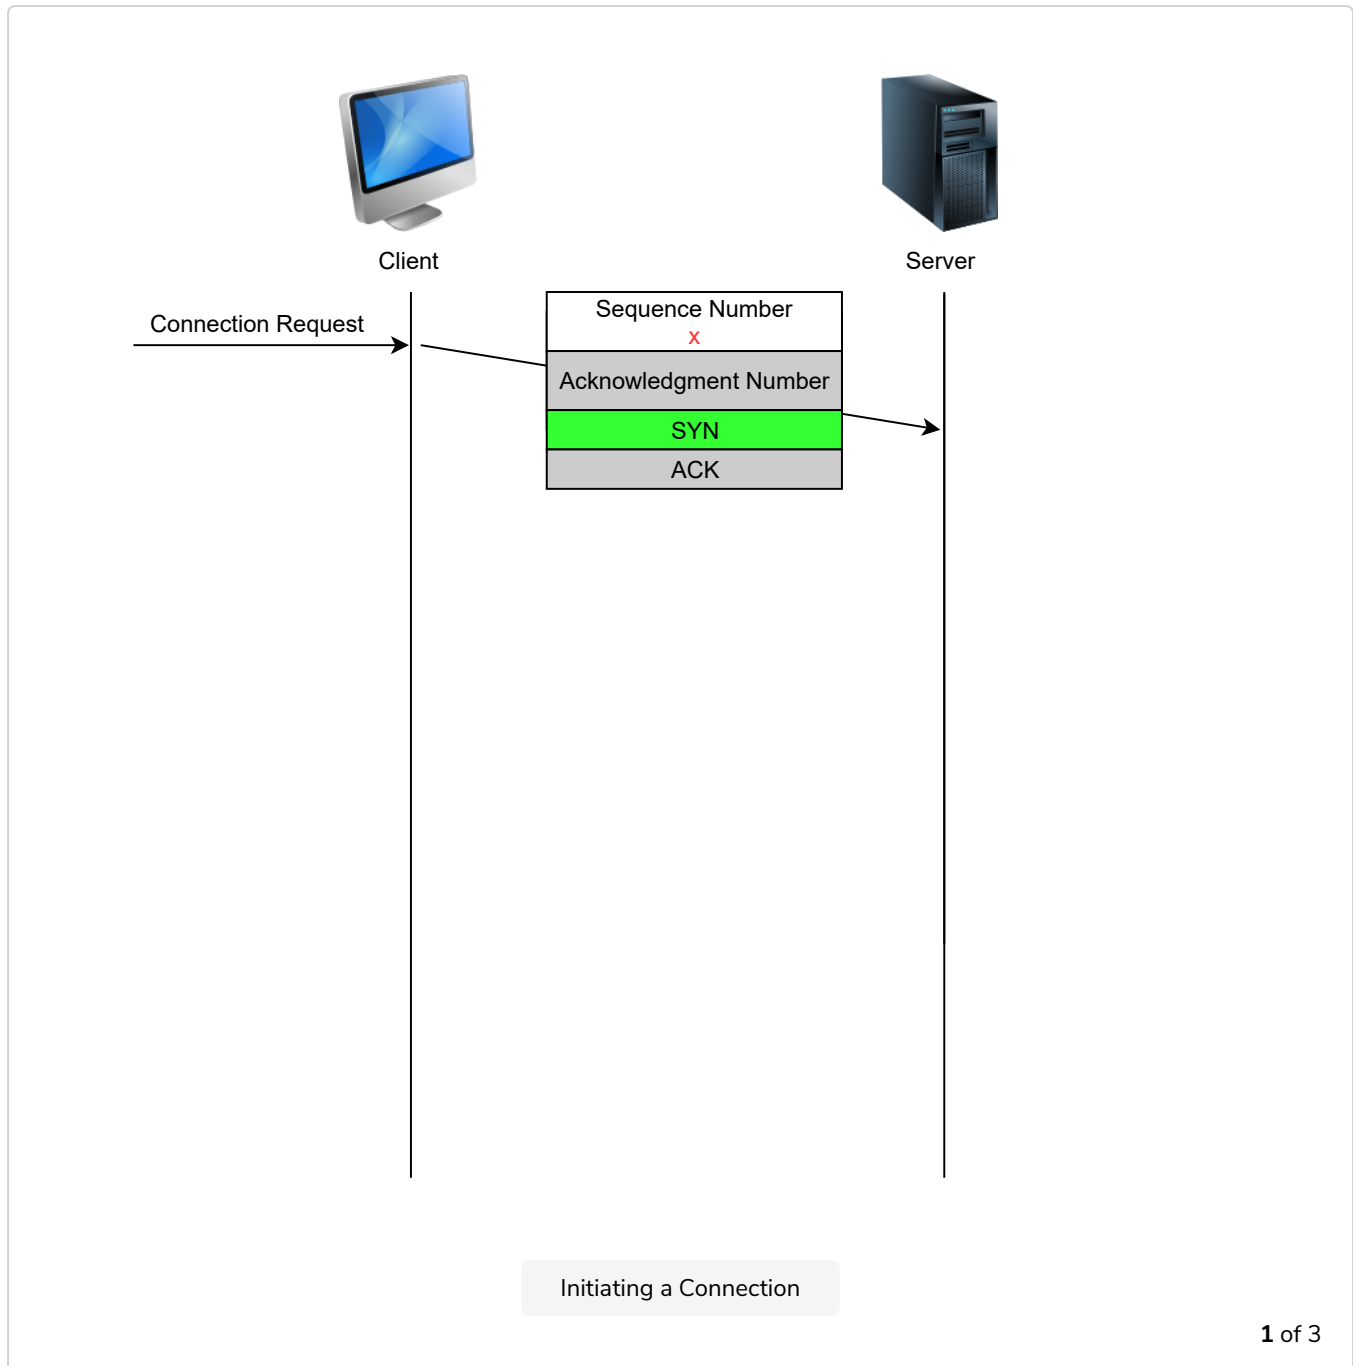 Client
Server
Connection Request
Sequence Number
x
Acknowledgment Number
SYN
ACK
Initiating a Connection
1 of 3